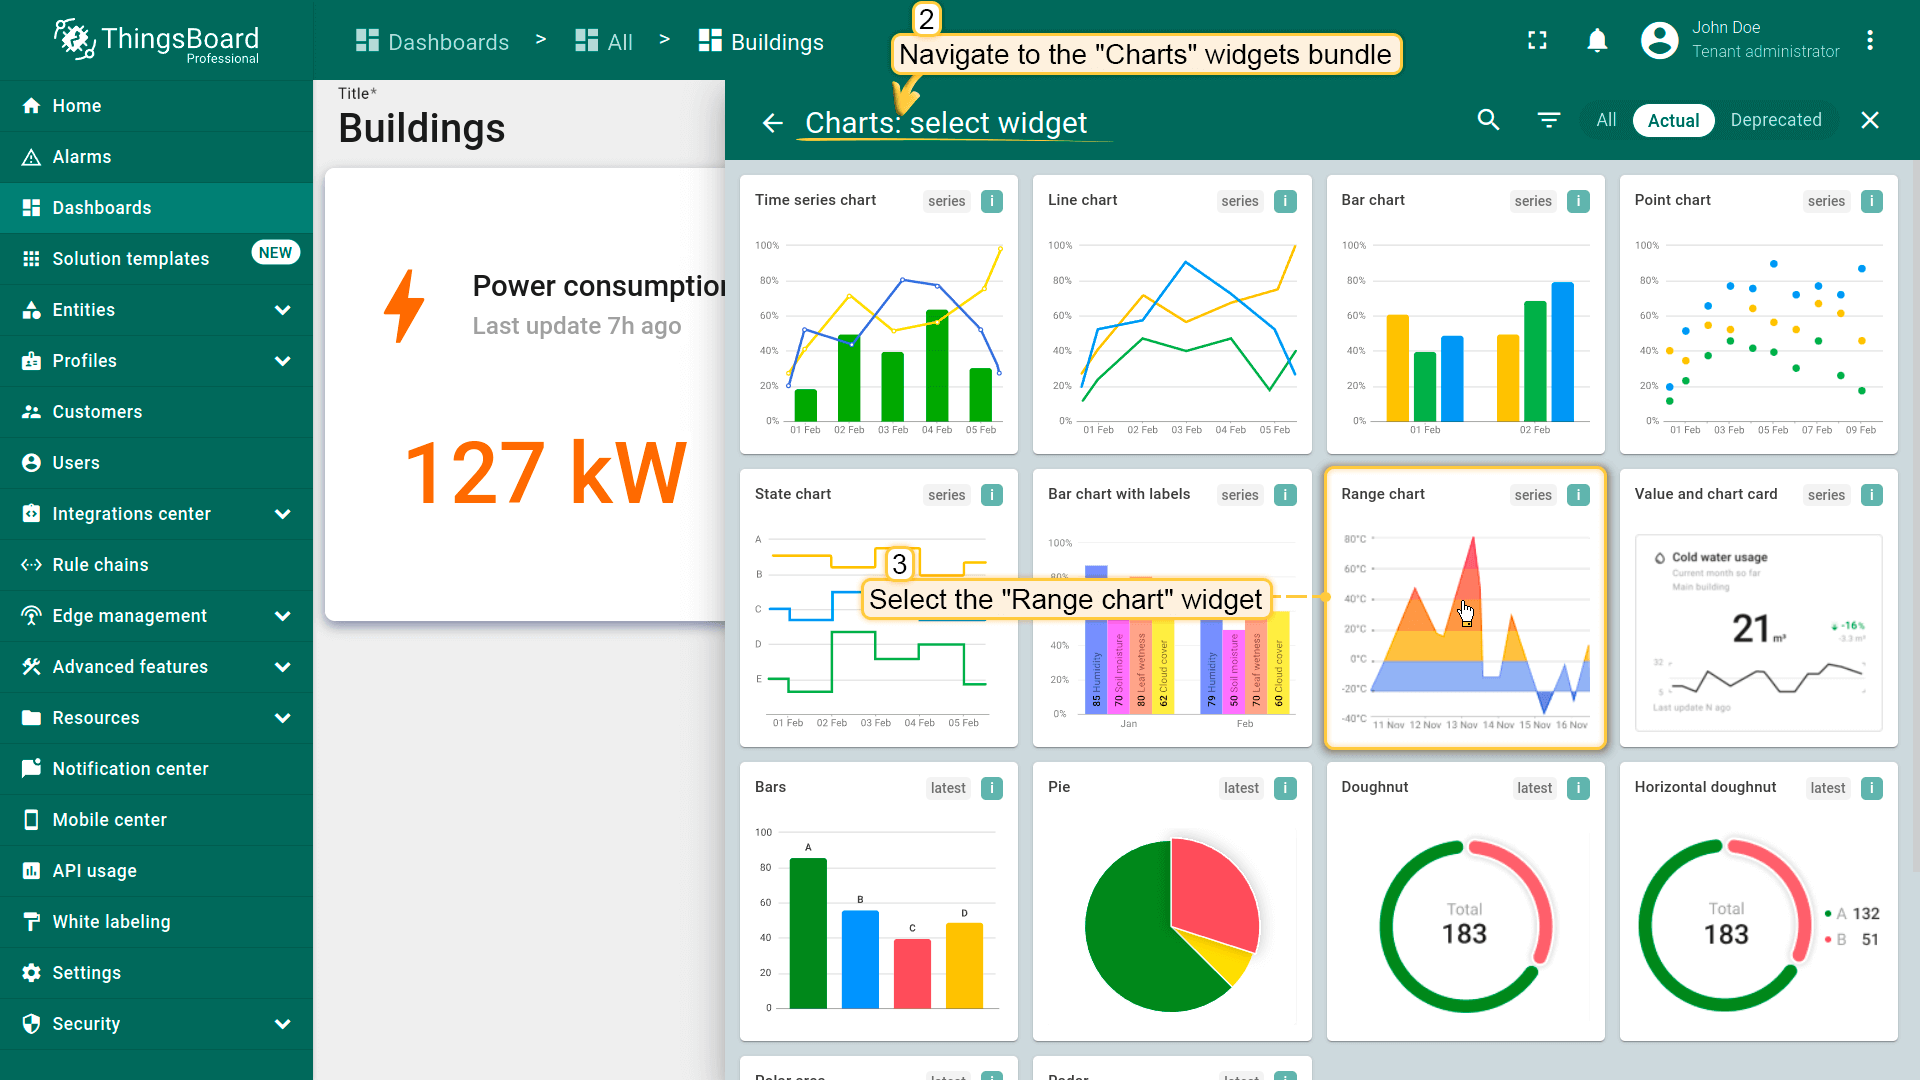 ThingsBoard
Professional
Home
Alarms
Dashboards
Solution templates
NEW
Entities
Profiles
Customers
Users
Integrations center
Rule chains
Edge management
Advanced features
Resources
Notification center
Mobile center
API usage
White labeling
Settings
Security
Dashboards > All > Buildings
John Doe
Tenant administrator
2
Navigate to the "Charts" widgets bundle
Title*
Buildings
Power consumption
Last update 7h ago
127 kW
Charts: select widget
All
Actual
Deprecated
Time series chart
series
i
100%
80%
60%
40%
20%
0%
01 Feb 02 Feb 03 Feb 04 Feb 05 Feb
Line chart
series
i
100%
80%
60%
40%
20%
0%
01 Feb 02 Feb 03 Feb 04 Feb 05 Feb
Bar chart
series
i
100%
80%
60%
40%
20%
0%
01 Feb 02 Feb
Point chart
series
i
100%
80%
60%
40%
20%
0%
01 Feb 03 Feb 05 Feb 07 Feb 09 Feb
State chart
series
i
A
B
C
D
E
01 Feb 02 Feb 03 Feb 04 Feb 05 Feb
3
Select the "Range chart" widget
Bar chart with labels
series
i
100%
80%
40%
20%
0%
85 Humidity
70 Soil moisture
80 Leaf wetness
62 Cloud cover
79 Humidity
50 Soil moisture
70 Leaf wetness
60 Cloud cover
Jan Feb
Range chart
series
i
80°C
60°C
40°C
20°C
0°C
-20°C
-40°C
11 Nov 12 Nov 13 Nov 14 Nov 15 Nov 16 Nov
Value and chart card
series
i
Cold water usage
Current month so far
Main building
21 m³
-16%
-3.3 m³
32
5
Last update N ago
Bars
latest
i
100
80
60
40
20
0
A
B
C
D
Pie
latest
i
Doughnut
latest
i
Total
183
Horizontal doughnut
latest
i
Total
183
A 132
B 51
Polar area
latest
i
Radar
latest
i